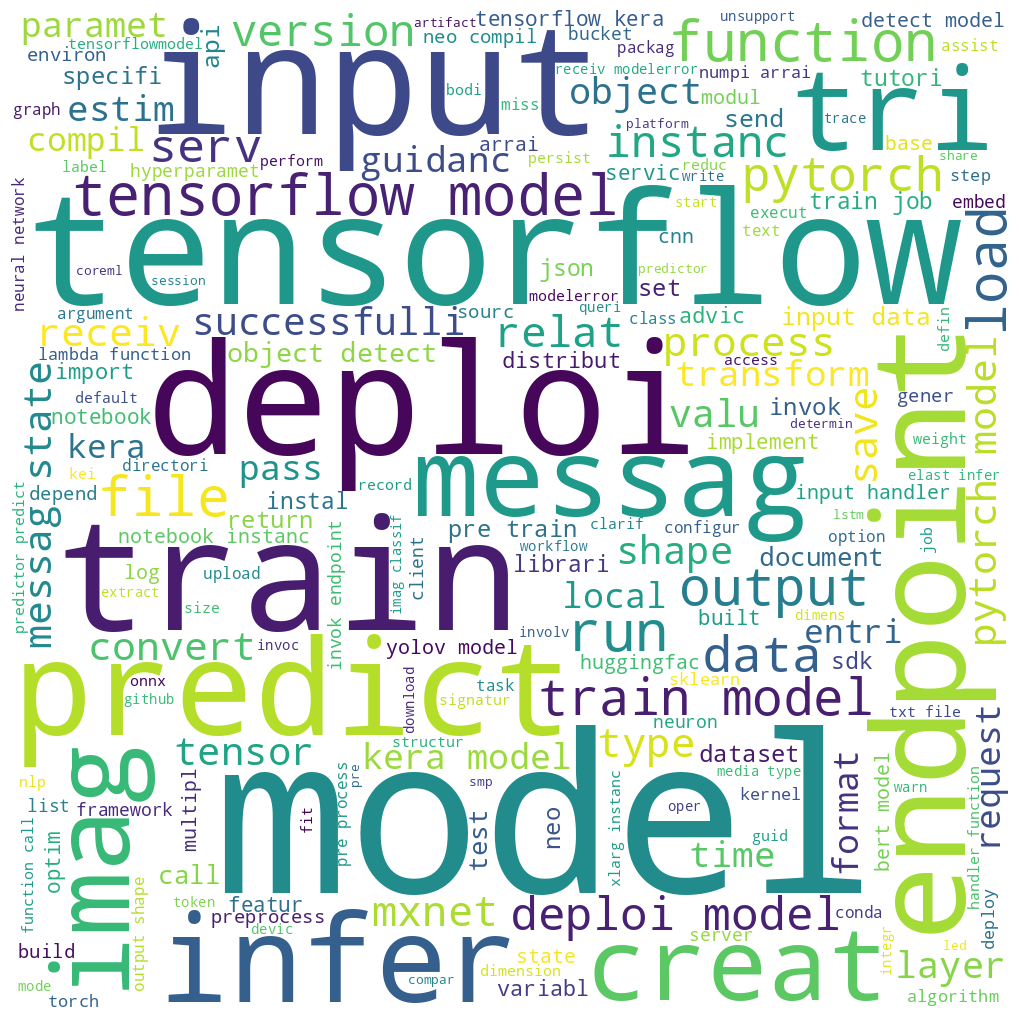 paramet
tensorflowmodel
environ
specifi
api
version
artifact
neo compil
tensorflow kera
bucket
unsupport
detect model
function
assist
packag
receiv modelerror
numpi arrai
tutori
graph
estim
input
bodi
miss
object
modul
tri
trace
send
platform
compil
serv
perform
arrai
instanc
base
share
label
hyperparamet
guidanc
persist
servic
reduc
write
pytorch
step
tensorflow model
start
train job
embed
execut
text
neural network
tensorflow
cnn
coreml
session
json
predictor
modelerror
set
load
argument
successfulli
sourc
queri
class
advic
input data
defin
receiv
relat
process
lambda function
object detect
distribut
access
import
transform
default
deploi
valu
invok
gener
determin
notebook
implement
weight
kera
directori
pass
messag
save
elast infer
kei
message state
messag state
depend
file
instal
record
input handler
lstm
return
notebook instanc
pre train
clarif
configur
option
job
endpoint
pytorch model
train
workflow
librari
shape
document
log
upload
invok endpoint
imag classif
client
extract
size
local
output
dimens
predictor predict
built
convert
invoc
yolov model
involv
run
entri
onnx
huggingfac
data
sdk
github
predict
task
sklearn
signatur
download
train model
txt file
neuron
tensor
structur
kera model
type
dataset
request
nlp
imag
multipl
pre process
pre
smp
media type
warn
list
framework
fit
model
oper
kernel
format
bert model
optim
test
neo
xlarg instanc
guid
time
handler function
function call
call
token
featur
mxnet
deploi model
conda
deploy
output shape
preprocess
devic
server
build
infer
state
creat
integr
led
layer
mode
compar
dimension
variabl
torch
algorithm